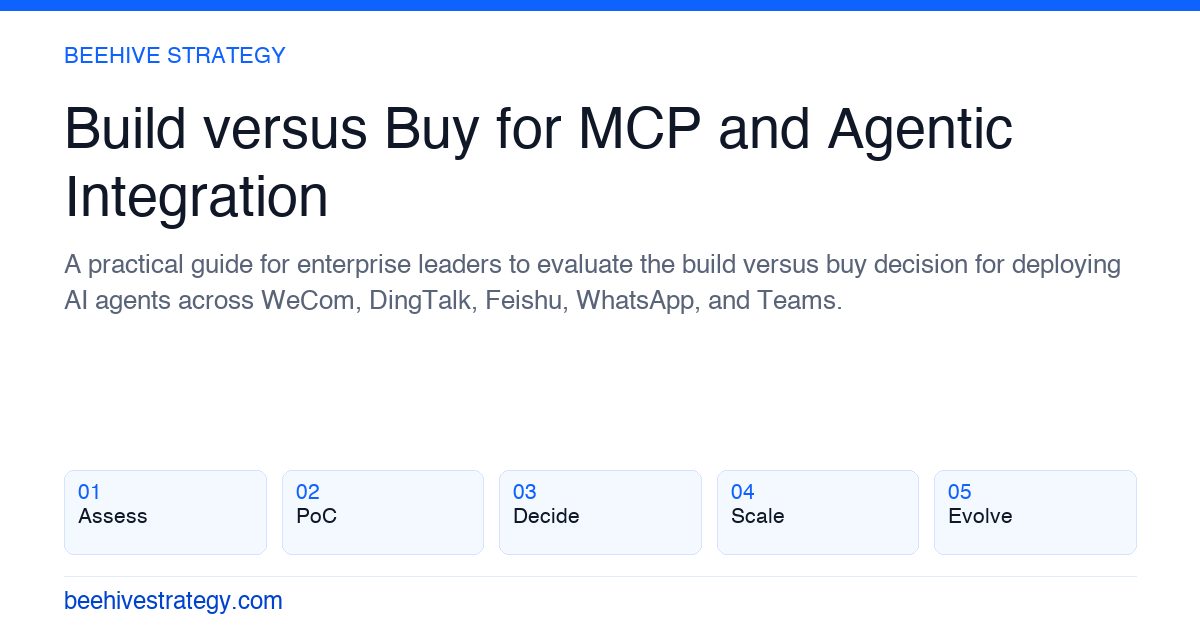 BEEHIVE STRATEGY
Build versus Buy for MCP and Agentic
Integration
A practical guide for enterprise leaders to evaluate the build versus buy decision for deploying
AI agents across WeCom, DingTalk, Feishu, WhatsApp, and Teams.
01
Assess
02
PoC
03
Decide
04
Scale
05
Evolve
beehivestrategy.com